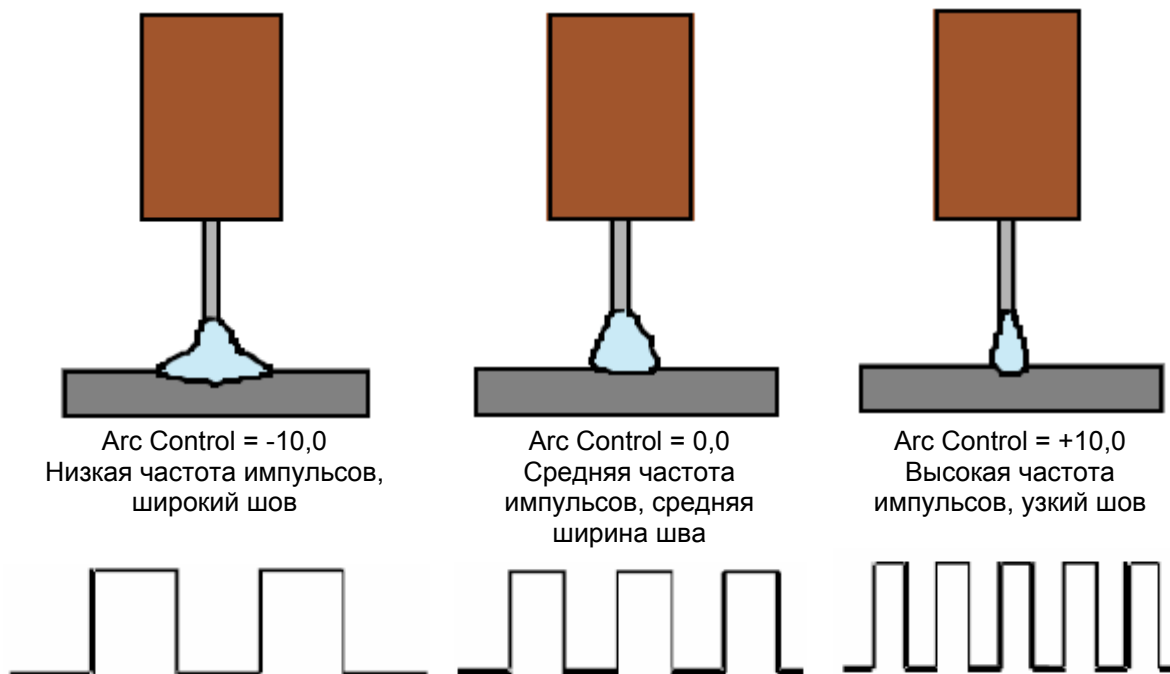 Arc Control = -10,0
Низкая частота импульсов,
широкий шов
Arc Control = 0,0
Средняя частота
импульсов, средняя
ширина шва
Arc Control = +10,0
Высокая частота
импульсов, узкий шов